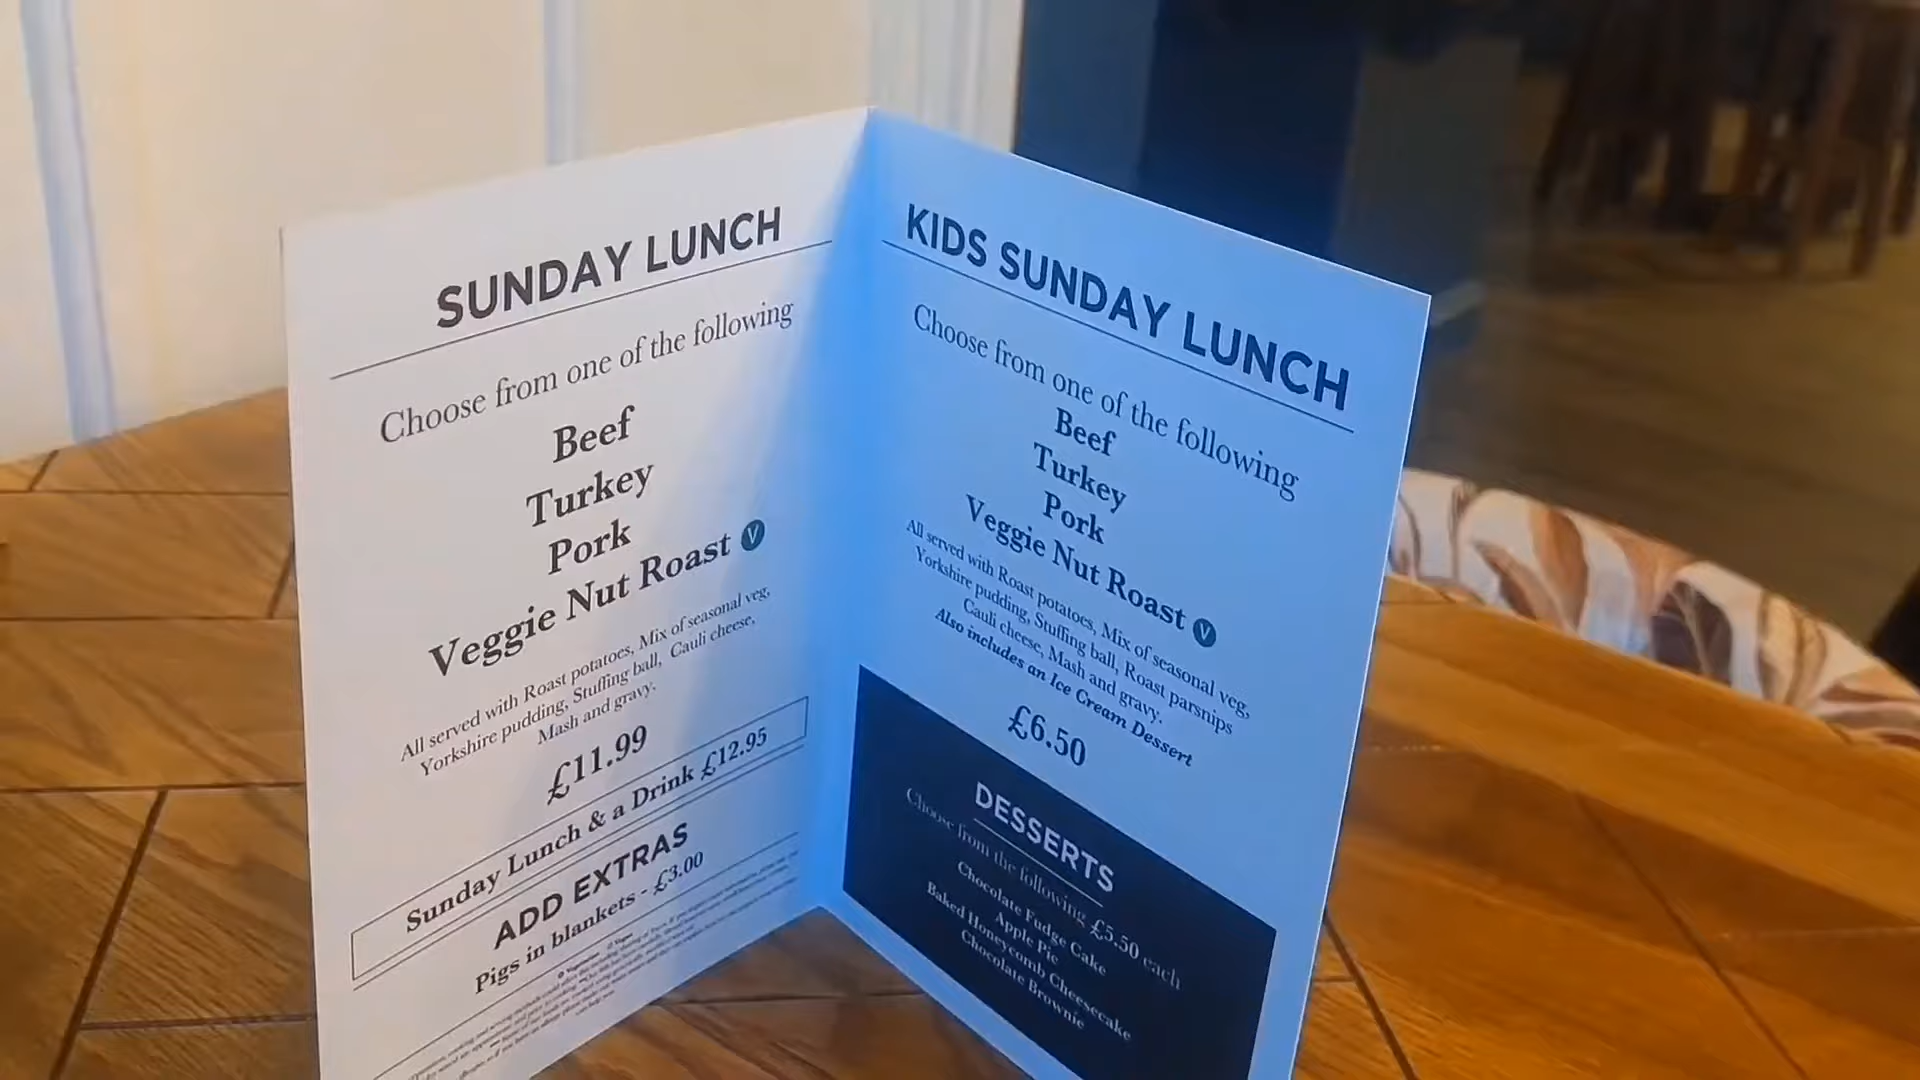 SUNDAY LUNCH
Choose from one of the following
Beef
Turkey
Pork
Veggie Nut Roast V
All served with Roast potatoes, Mix of seasonal veg,
Yorkshire pudding, Stuffing ball, Cauli cheese,
Mash and gravy.
£11.99
Sunday Lunch & a Drink £12.95
ADD EXTRAS
Pigs in blankets - £3.00
KIDS SUNDAY LUNCH
Choose from one of the following
Beef
Turkey
Pork
Veggie Nut Roast V
All served with Roast potatoes, Mix of seasonal veg,
Yorkshire pudding, Stuffing ball, Roast parsnips
Cauli cheese, Mash and gravy.
Also includes an Ice Cream Dessert
£6.50
DESSERTS
Choose from the following £5.50 each
Chocolate Fudge Cake
Apple Pie
Baked Honeycomb Cheesecake
Chocolate Brownie